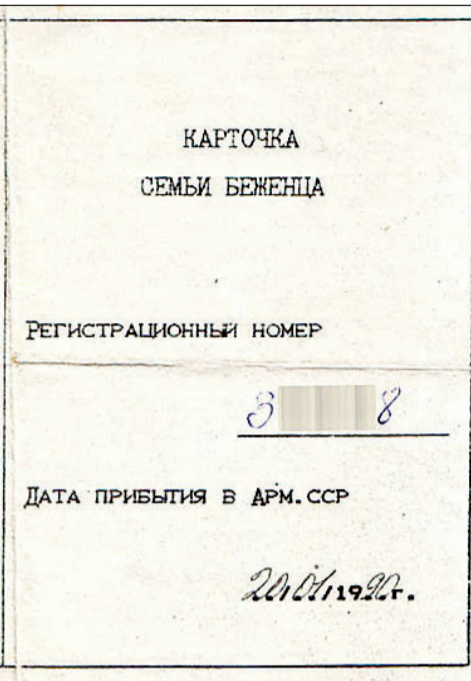 КАРТОЧКА
СЕМЬИ БЕЖЕНЦА
РЕГИСТРАЦИОННЫЙ НОМЕР
3 8
ДАТА ПРИБЫТИЯ В АРМ.ССР
20,01,1990г.